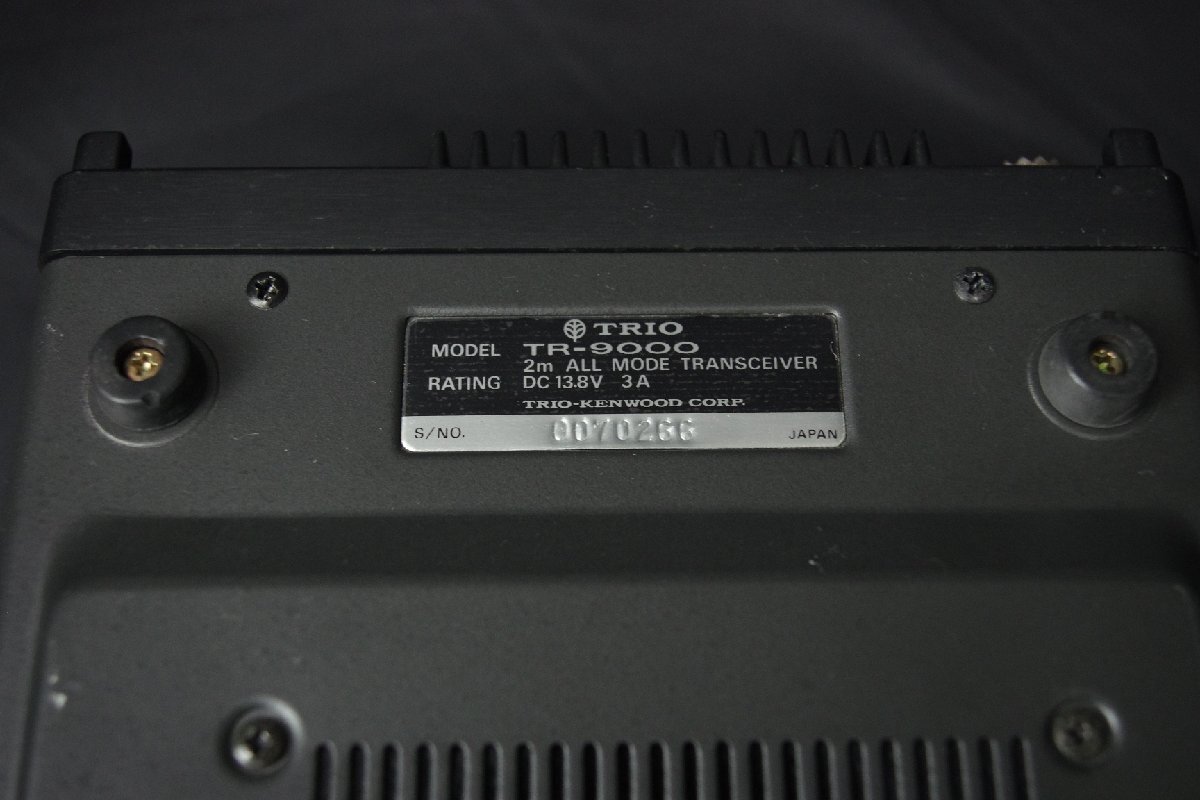 TRIO
MODEL TR-9000
2m ALL MODE TRANSCEIVER
RATING DC 13.8V 3A
TRIO-KENWOOD CORP.
S/NO. 0070266 JAPAN